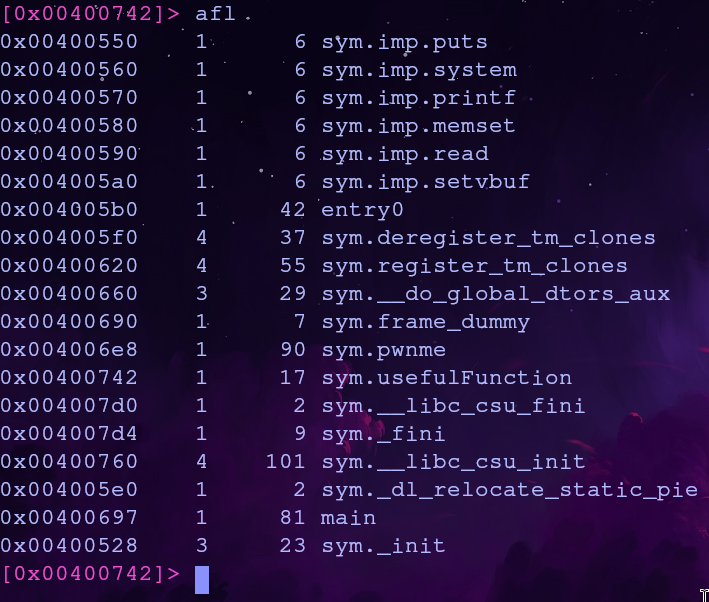 [0x00400742]> afl
0x00400550 1 6 sym.imp.puts
0x00400560 1 6 sym.imp.system
0x00400570 1 6 sym.imp.printf
0x00400580 1 6 sym.imp.memset
0x00400590 1 6 sym.imp.read
0x004005a0 1 6 sym.imp.setvbuf
0x004005b0 1 42 entry0
0x004005f0 4 37 sym.deregister_tm_clones
0x00400620 4 55 sym.register_tm_clones
0x00400660 3 29 sym.__do_global_dtors_aux
0x00400690 1 7 sym.frame_dummy
0x004006e8 1 90 sym.pwnme
0x00400742 1 17 sym.usefulFunction
0x004007d0 1 2 sym.__libc_csu_fini
0x004007d4 1 9 sym._fini
0x00400760 4 101 sym.__libc_csu_init
0x004005e0 1 2 sym._dl_relocate_static_pie
0x00400697 1 81 main
0x00400528 3 23 sym._init
[0x00400742]>